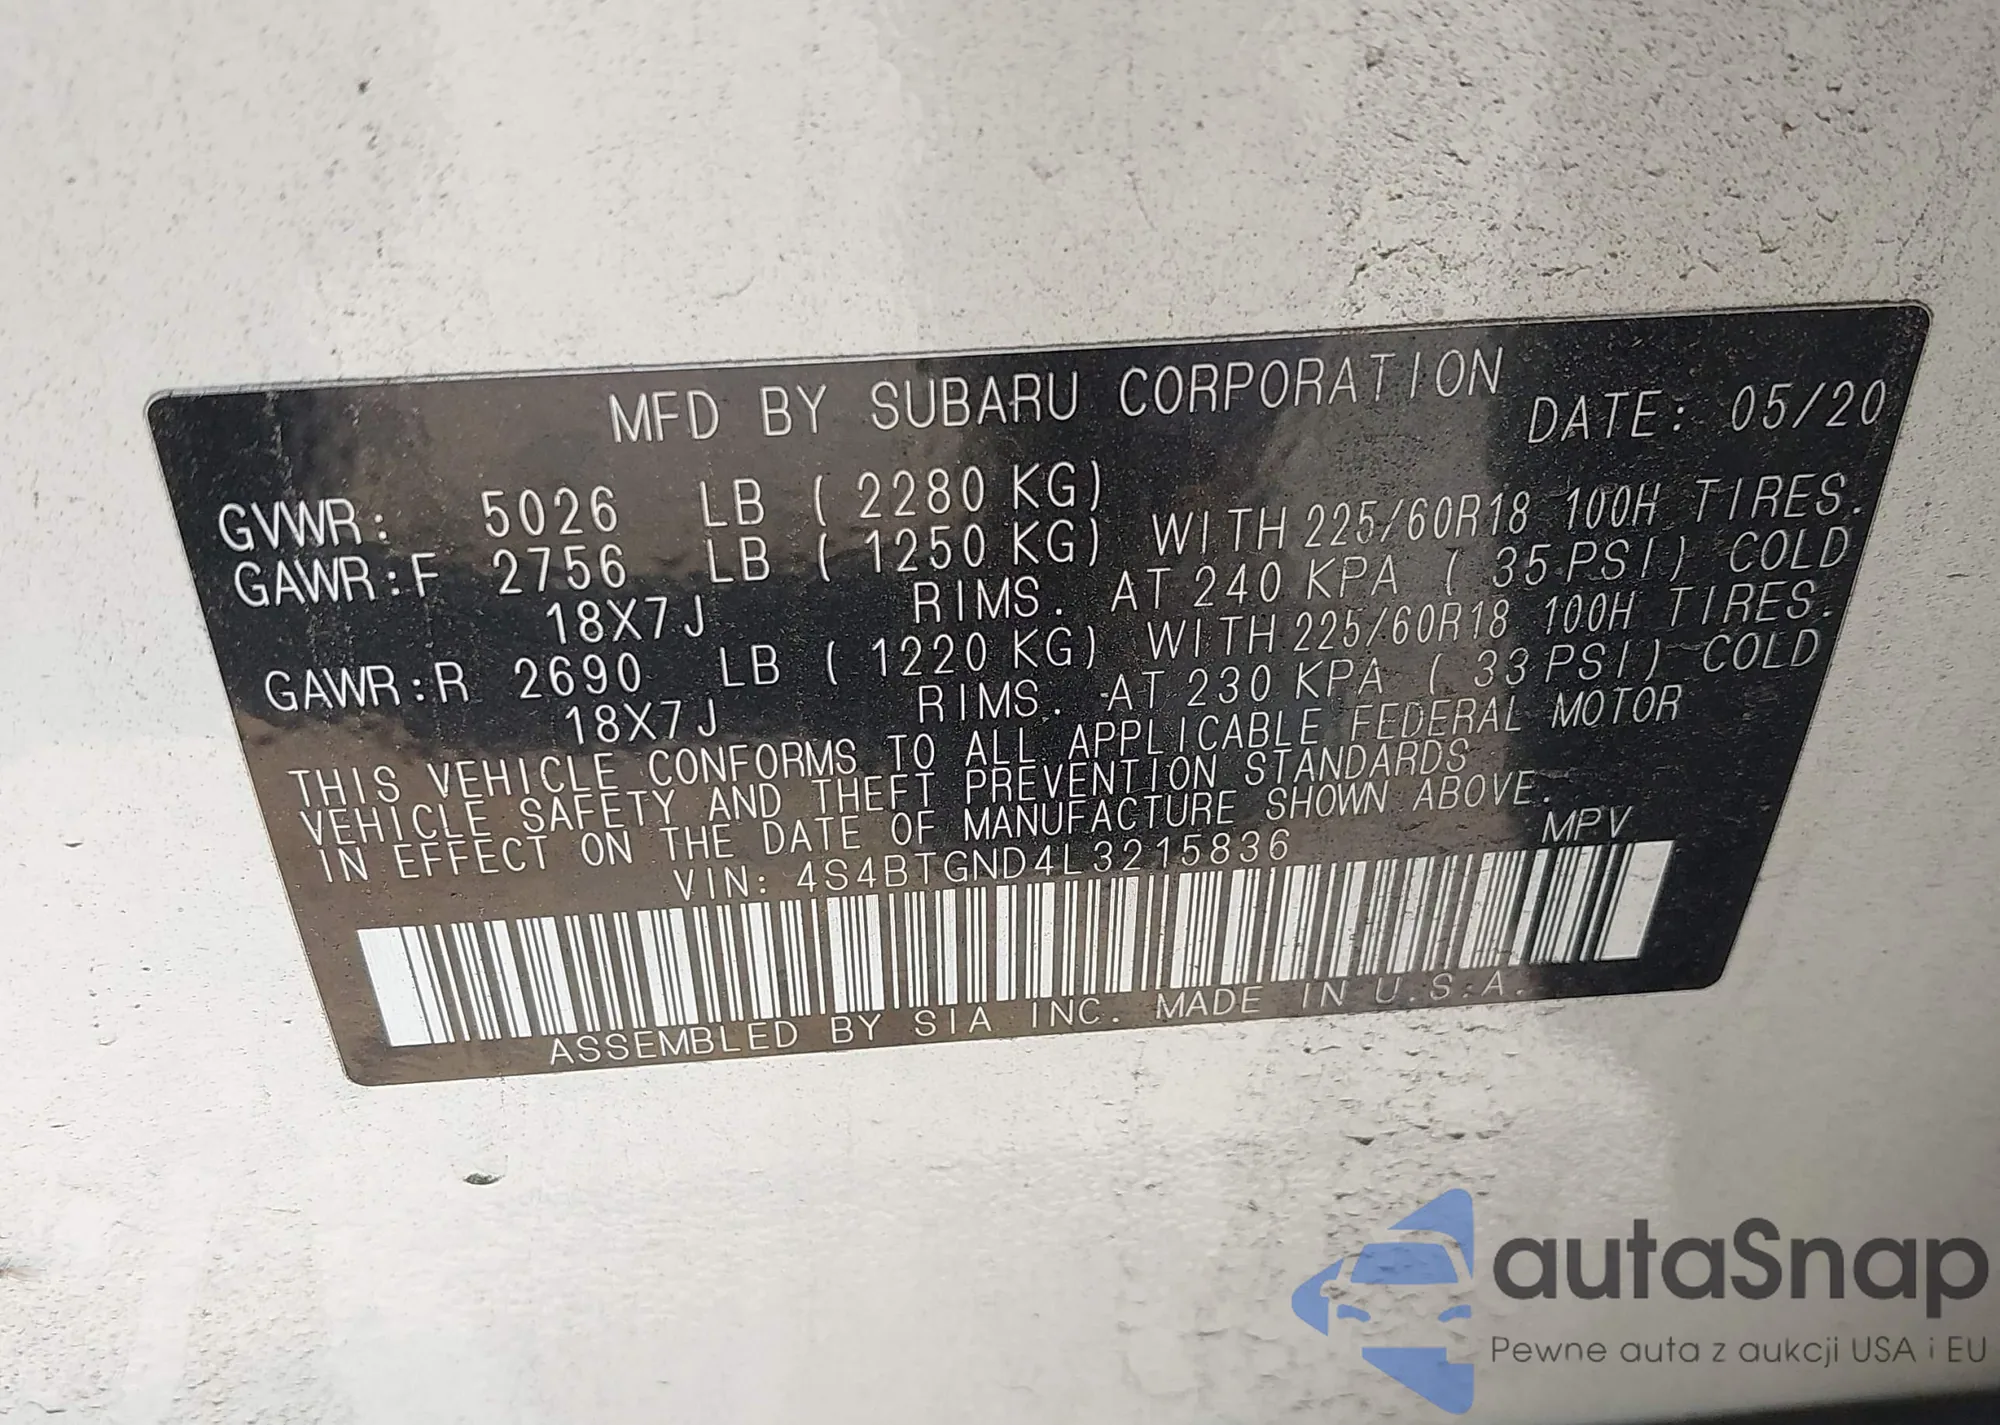 MFD BY SUBARU CORPORATION
DATE: 05/20
GVWR: 5026 LB ( 2280 KG)
GAWR:F 2756 LB ( 1250 KG) WITH 225/60R18 100H TIRES.
18X7J RIMS. AT 240 KPA ( 35 PSI) COLD
GAWR:R 2690 LB ( 1220 KG) WITH 225/60R18 100H TIRES.
18X7J RIMS. AT 230 KPA ( 33 PSI) COLD
THIS VEHICLE CONFORMS TO ALL APPLICABLE FEDERAL MOTOR
VEHICLE SAFETY AND THEFT PREVENTION STANDARDS
IN EFFECT ON THE DATE OF MANUFACTURE SHOWN ABOVE.
VIN: 4S4BTGND4L3215836 MPV
ASSEMBLED BY SIA INC. MADE IN U.S.A.
autaSnap
Pewne auta z aukcji USA i EU